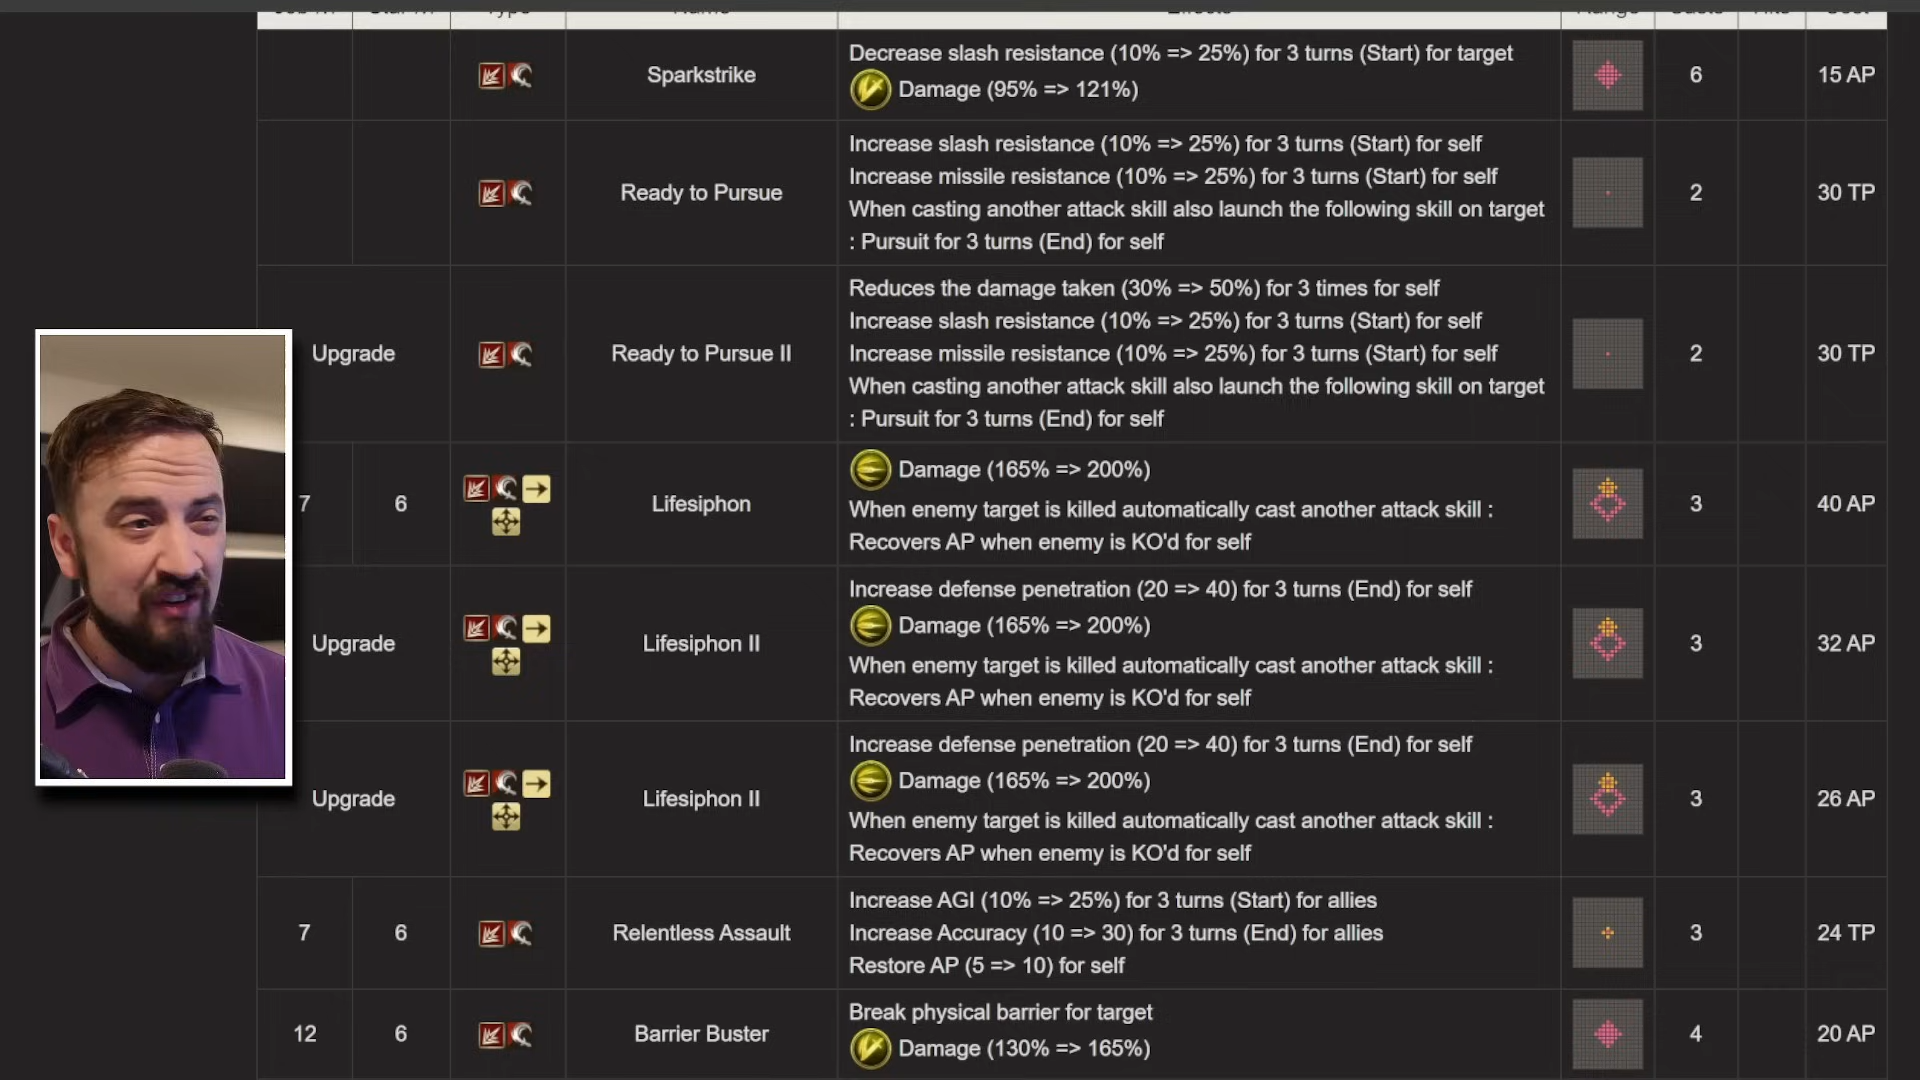 Job Lv. Star Lv. Type Name Effects Range Casts Hits Cost
Sparkstrike
Decrease slash resistance (10% => 25%) for 3 turns (Start) for target
Damage (95% => 121%)
6
15 AP
Ready to Pursue
Increase slash resistance (10% => 25%) for 3 turns (Start) for self
Increase missile resistance (10% => 25%) for 3 turns (Start) for self
When casting another attack skill also launch the following skill on target
: Pursuit for 3 turns (End) for self
2
30 TP
Upgrade
Ready to Pursue II
Reduces the damage taken (30% => 50%) for 3 times for self
Increase slash resistance (10% => 25%) for 3 turns (Start) for self
Increase missile resistance (10% => 25%) for 3 turns (Start) for self
When casting another attack skill also launch the following skill on target
: Pursuit for 3 turns (End) for self
2
30 TP
7
6
Lifesiphon
Damage (165% => 200%)
When enemy target is killed automatically cast another attack skill :
Recovers AP when enemy is KO'd for self
3
40 AP
Upgrade
Lifesiphon II
Increase defense penetration (20 => 40) for 3 turns (End) for self
Damage (165% => 200%)
When enemy target is killed automatically cast another attack skill :
Recovers AP when enemy is KO'd for self
3
32 AP
Upgrade
Lifesiphon II
Increase defense penetration (20 => 40) for 3 turns (End) for self
Damage (165% => 200%)
When enemy target is killed automatically cast another attack skill :
Recovers AP when enemy is KO'd for self
3
26 AP
7
6
Relentless Assault
Increase AGI (10% => 25%) for 3 turns (Start) for allies
Increase Accuracy (10 => 30) for 3 turns (End) for allies
Restore AP (5 => 10) for self
3
24 TP
12
6
Barrier Buster
Break physical barrier for target
Damage (130% => 165%)
4
20 AP